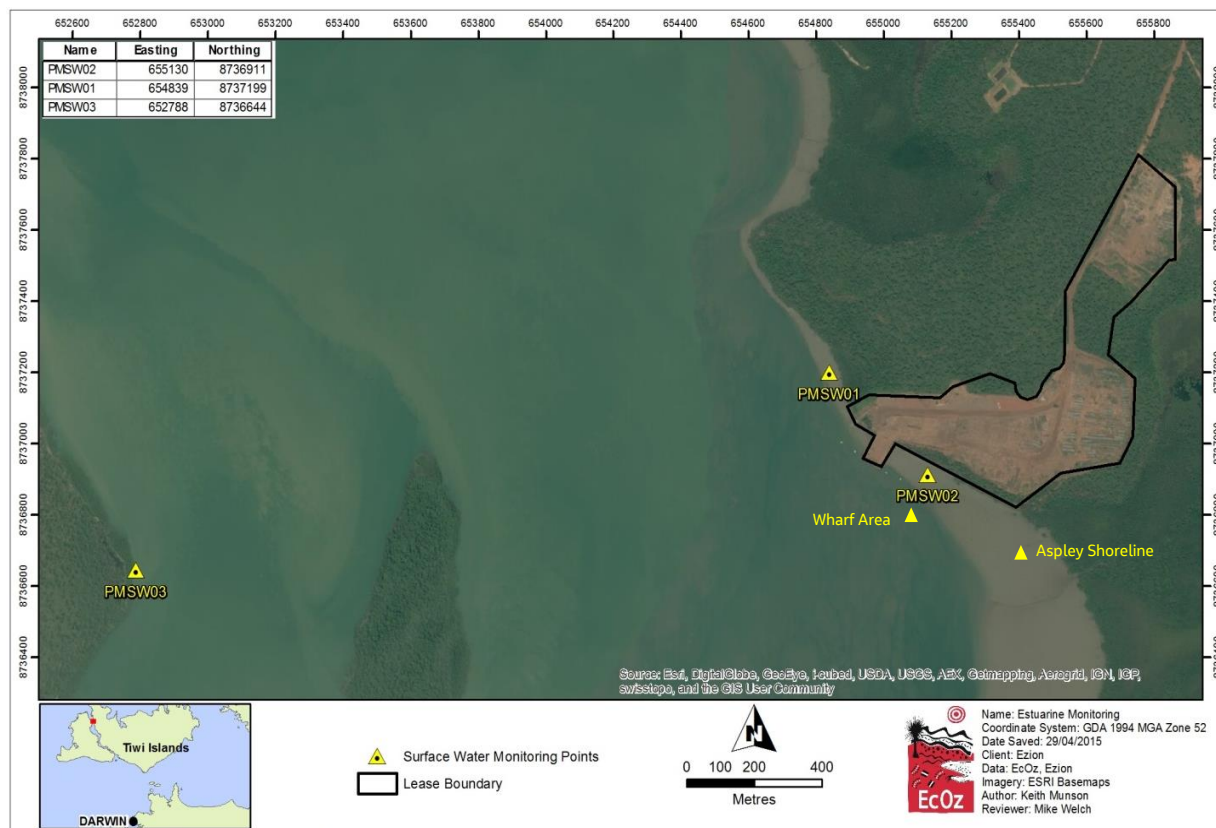 652600 652800 653000 653200 653400 653600 653800 654000 654200 654400 654600 654800 655000 655200 655400 655600 655800
Name Easting Northing
PMSW02 655130 8736911
PMSW01 654839 8737199
PMSW03 652788 8736644
8738000
8737800
8737600
8737400
8737200
8737000
8736800
8736600
8736400
PMSW01
PMSW02
Wharf Area
Aspley Shoreline
PMSW03
Source: Esri, DigitalGlobe, GeoEye, i-cubed, USDA, USGS, AEX, Getmapping, Aerogrid, IGN, IGP,
swisstopo, and the GIS User Community
Tiwi Islands
DARWIN
Surface Water Monitoring Points
Lease Boundary
N
0 100 200 400
Metres
EcOz
Name: Estuarine Monitoring
Coordinate System: GDA 1994 MGA Zone 52
Date Saved: 29/04/2015
Client: Ezion
Data: EcOz, Ezion
Imagery: ESRI Basemaps
Author: Keith Munson
Reviewer: Mike Welch